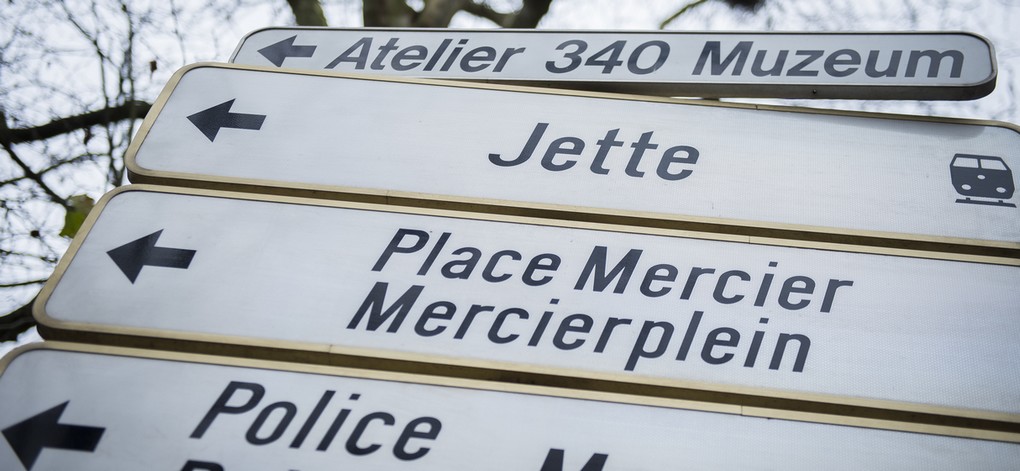 Atelier 340 Muzeum
Jette
Place Mercier
Mercierplein
Police